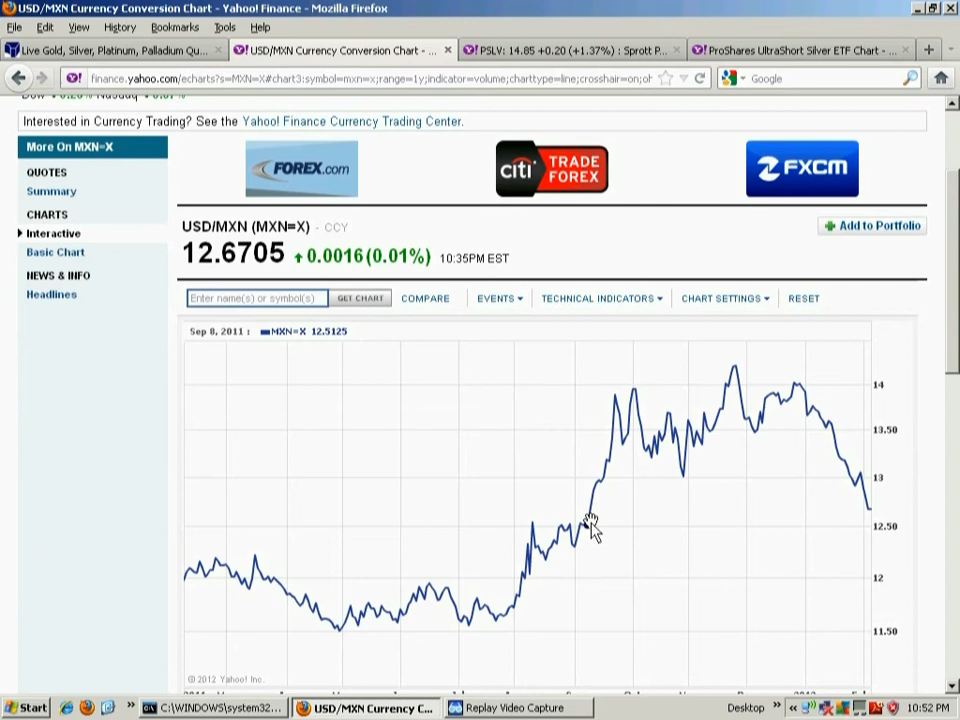 USD/MXN Currency Conversion Chart - Yahoo! Finance - Mozilla Firefox
File Edit View History Bookmarks Tools Help
Live Gold, Silver, Platinum, Palladium Qu...
USD/MXN Currency Conversion Chart - ...
PSLV: 14.85 +0.20 (+1.37%) : Sprott P...
ProShares UltraShort Silver ETF Chart - ...
finance.yahoo.com/echarts?s=MXN=X#chart3:symbol=mxn=x;range=1y;indicator=volume;charttype=line;crosshair=on;oh
Google
Interested in Currency Trading? See the Yahoo! Finance Currency Trading Center.
More On MXN=X
QUOTES
Summary
CHARTS
Interactive
Basic Chart
NEWS & INFO
Headlines
FOREX.com
citi TRADE FOREX
FXCM
USD/MXN (MXN=X) - CCY
Add to Portfolio
12.6705 0.0016(0.01%) 10:35PM EST
Enter name(s) or symbol(s) GET CHART COMPARE EVENTS TECHNICAL INDICATORS CHART SETTINGS RESET
Sep 8, 2011 : MXN=X 12.5125
14
13.50
13
12.50
12
11.50
© 2012 Yahoo! Inc.
Start C:\WINDOWS\system32... USD/MXN Currency C... Replay Video Capture Desktop 10:52 PM